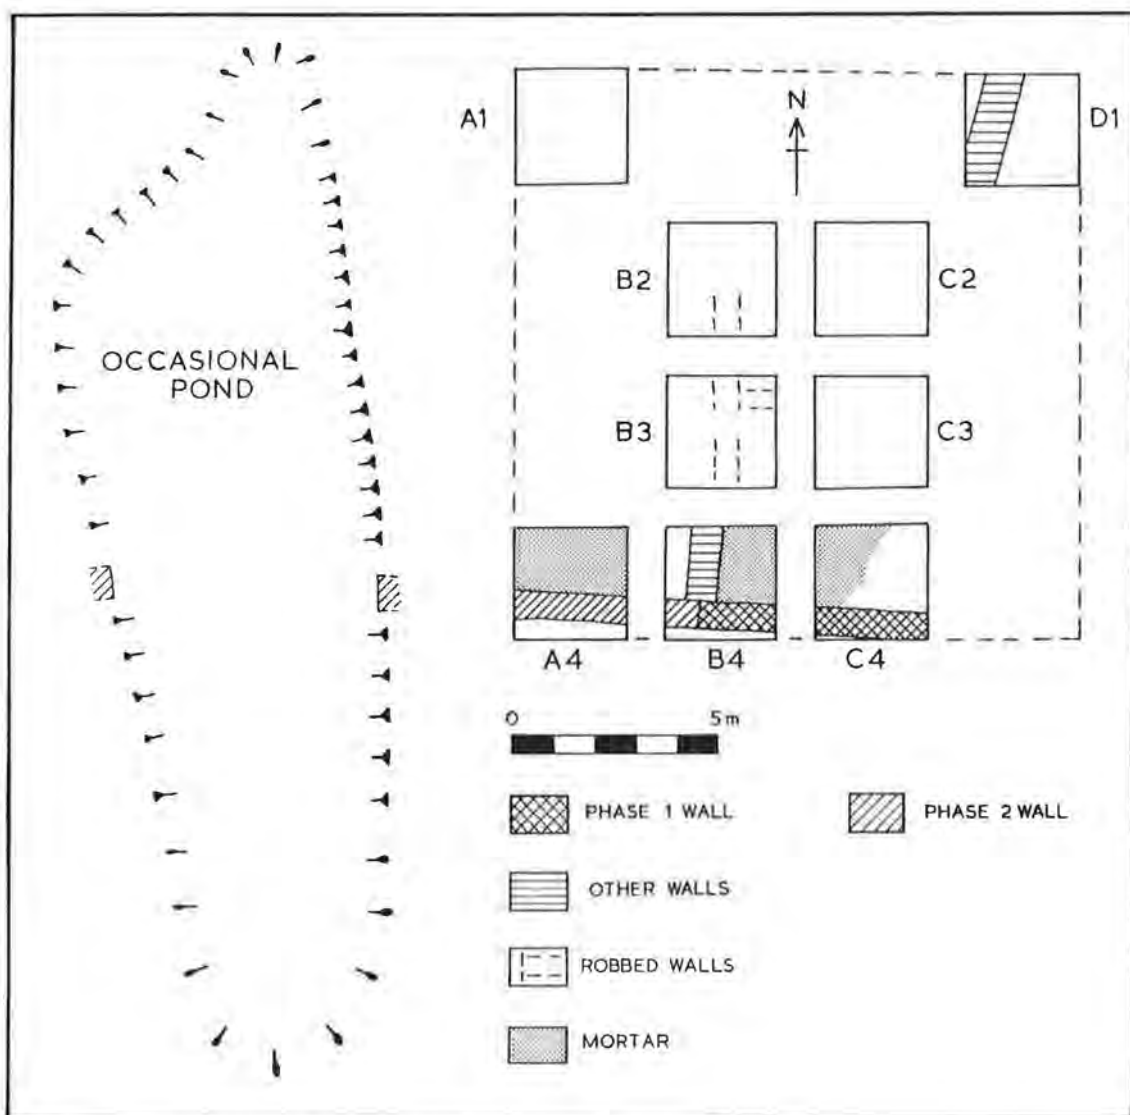 A1
N
D1
B2
C2
OCCASIONAL
POND
B3
C3
A4
B4
C4
0
5m
PHASE 1 WALL
PHASE 2 WALL
OTHER WALLS
ROBBED WALLS
MORTAR